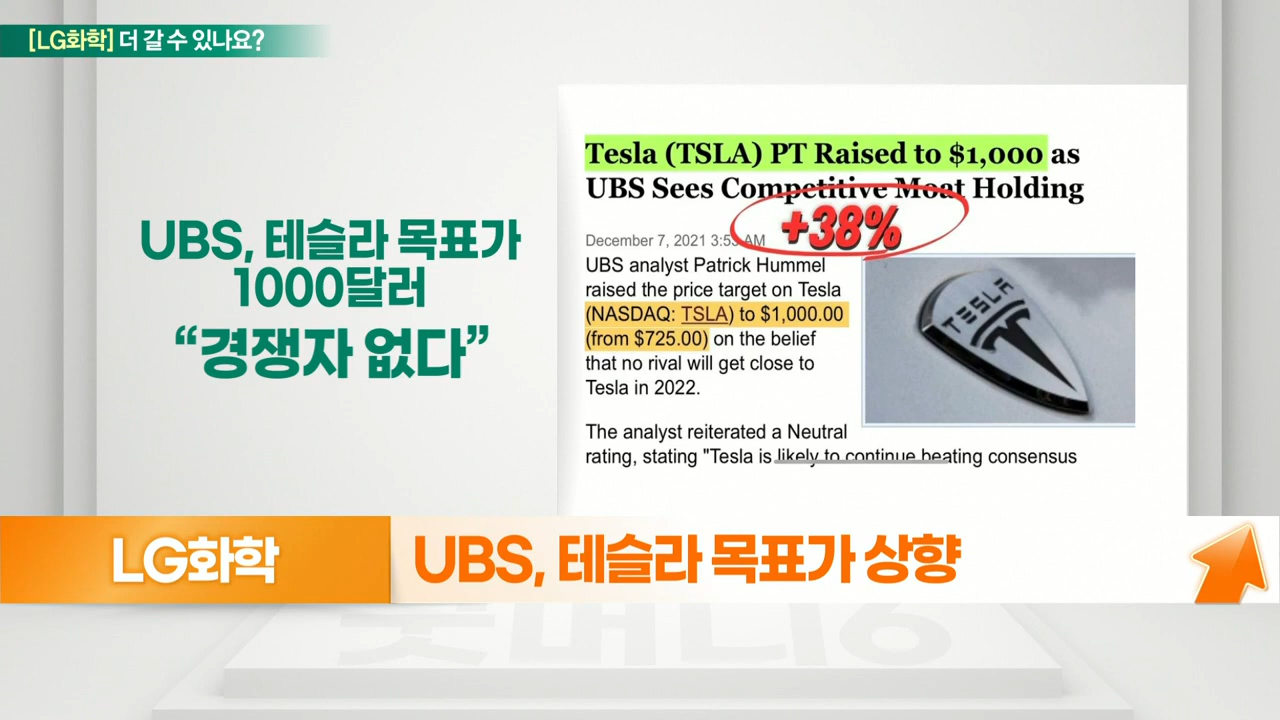 [LG화학] 더 갈 수 있나요?
UBS, 테슬라 목표가
1000달러
“경쟁자 없다”
Tesla (TSLA) PT Raised to $1,000 as
UBS Sees Competitive Moat Holding
+38%
December 7, 2021 3:53 AM
UBS analyst Patrick Hummel
raised the price target on Tesla
(NASDAQ: TSLA) to $1,000.00
(from $725.00) on the belief
that no rival will get close to
Tesla in 2022.
TESLA
The analyst reiterated a Neutral
rating, stating "Tesla is likely to continue beating consensus
LG화학
UBS, 테슬라 목표가 상향
굿머니6